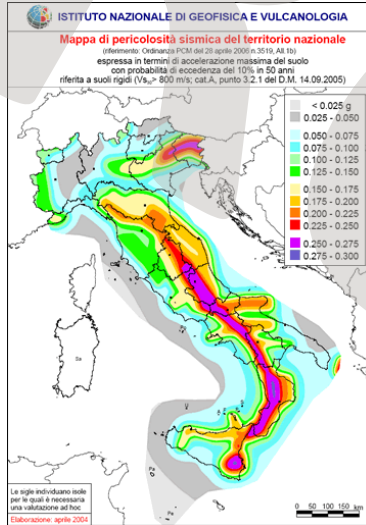 ISTITUTO NAZIONALE DI GEOFISICA E VULCANOLOGIA
Mappa di pericolosità sismica del territorio nazionale
(riferimento: Ordinanza PCM del 28 aprile 2006 n.3519, All.1b)
espressa in termini di accelerazione massima del suolo
con probabilità di eccedenza del 10% in 50 anni
riferita a suoli rigidi (Vs₃₀> 800 m/s; cat.A, punto 3.2.1 del D.M. 14.09.2005)
< 0.025 g
0.025 - 0.050
0.050 - 0.075
0.075 - 0.100
0.100 - 0.125
0.125 - 0.150
0.150 - 0.175
0.175 - 0.200
0.200 - 0.225
0.225 - 0.250
0.250 - 0.275
0.275 - 0.300
Sa
U
Pa
Pe
Le sigle individuano isole
per le quali è necessaria
una valutazione ad hoc
Elaborazione: aprile 2004
0 50 100 150 km